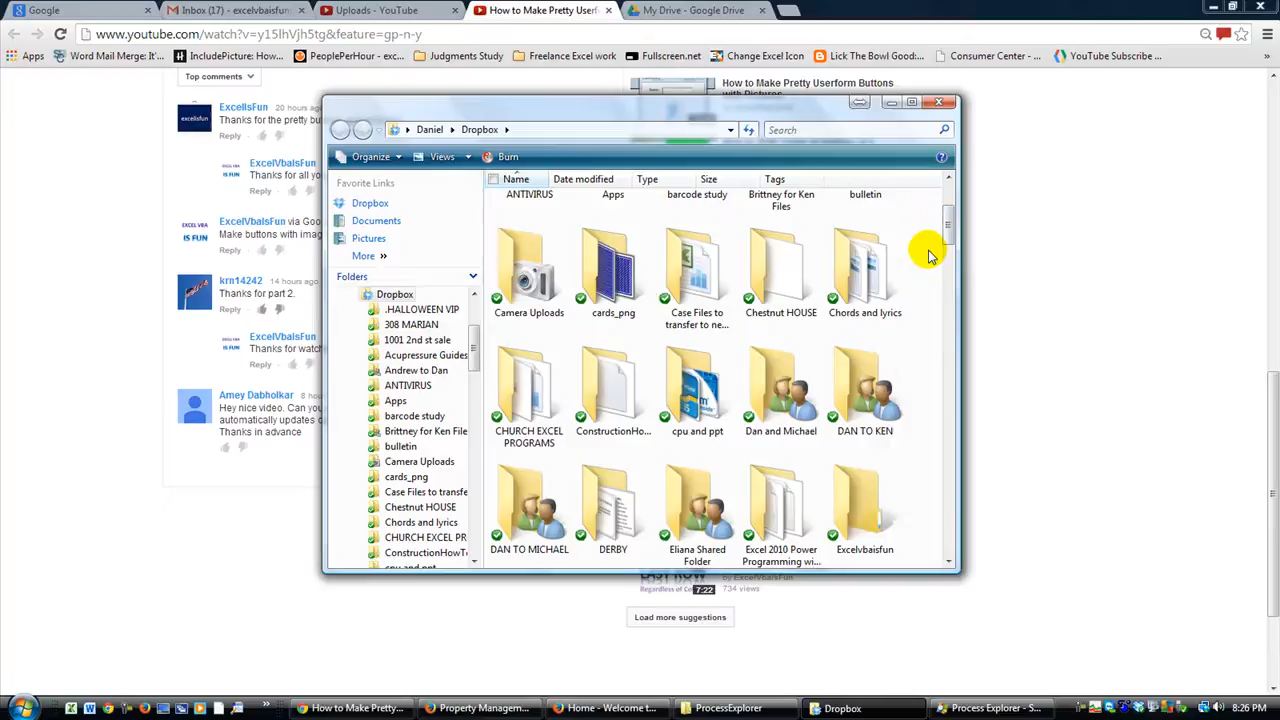 Google
Inbox (17) - excelvbaisfun
Uploads - YouTube
How to Make Pretty Userf
My Drive - Google Drive
www.youtube.com/watch?v=y15lhVjh5tg&feature=gp-n-y
Apps
Word Mail Merge: It'...
IncludePicture: How...
PeoplePerHour - exc...
Judgments Study
Freelance Excel work
Fullscreen.net
Change Excel Icon
Lick The Bowl Good:...
Consumer Center - ...
YouTube Subscribe ...
»
Top comments
ExcelIsFun 20 hours ag
Thanks for the pretty bu
Reply
ExcelVbaIsFun
Thanks for all yo
Reply
EXCEL VBA
IS FUN
ExcelVbaIsFun via Goo
Make buttons with imag
Reply
krn14242 14 hours ago
Thanks for part 2.
Reply
ExcelVbaIsFun
Thanks for watch
Reply
Amey Dabholkar 8 hour
Hey nice video. Can yo
automatically updates o
Thanks in advance
How to Make Pretty Userform Buttons
with Pictures
Daniel
Dropbox
Search
Organize
Views
Burn
Favorite Links
Dropbox
Documents
Pictures
More »
Folders
Dropbox
.HALLOWEEN VIP
308 MARIAN
1001 2nd st sale
Acupressure Guides
Andrew to Dan
ANTIVIRUS
Apps
barcode study
Brittney for Ken File
bulletin
Camera Uploads
cards_png
Case Files to transfe
Chestnut HOUSE
Chords and lyrics
CHURCH EXCEL PR
ConstructionHowT
cpu and ppt
Name
Date modified
Type
Size
Tags
ANTIVIRUS
Apps
barcode study
Brittney for Ken
Files
bulletin
Camera Uploads
cards_png
Case Files to
transfer to ne...
Chestnut HOUSE
Chords and lyrics
CHURCH EXCEL
PROGRAMS
ConstructionHo...
cpu and ppt
Dan and Michael
DAN TO KEN
DAN TO MICHAEL
DERBY
Eliana Shared
Folder
Excel 2010 Power
Programming wi...
Excelvbaisfun
by ExcelVbaIsFun
734 views
7:22
Load more suggestions
How to Make Pretty...
Property Managem...
Home - Welcome t...
ProcessExplorer
Dropbox
Process Explorer - S...
8:26 PM